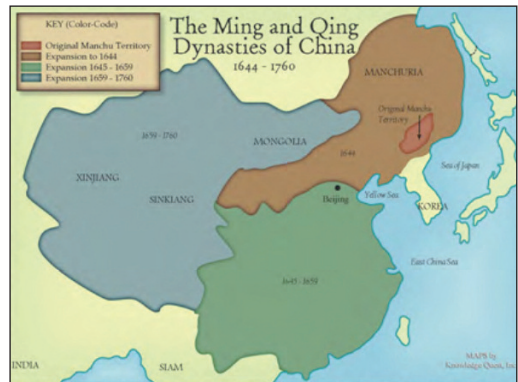 KEY (Color-Code)
Original Manchu Territory
Expansion to 1644
Expansion 1645 - 1659
Expansion 1659 - 1760
The Ming and Qing
Dynasties of China
1644 - 1760
MANCHURIA
Original Manchu
Territory
1659 - 1760
MONGOLIA
1644
Sea of Japan
XINJIANG
SINKIANG
Beijing
Yellow Sea
KOREA
East China Sea
1645 - 1659
MAPS by
Knowledge Quest, Inc
INDIA
SIAM